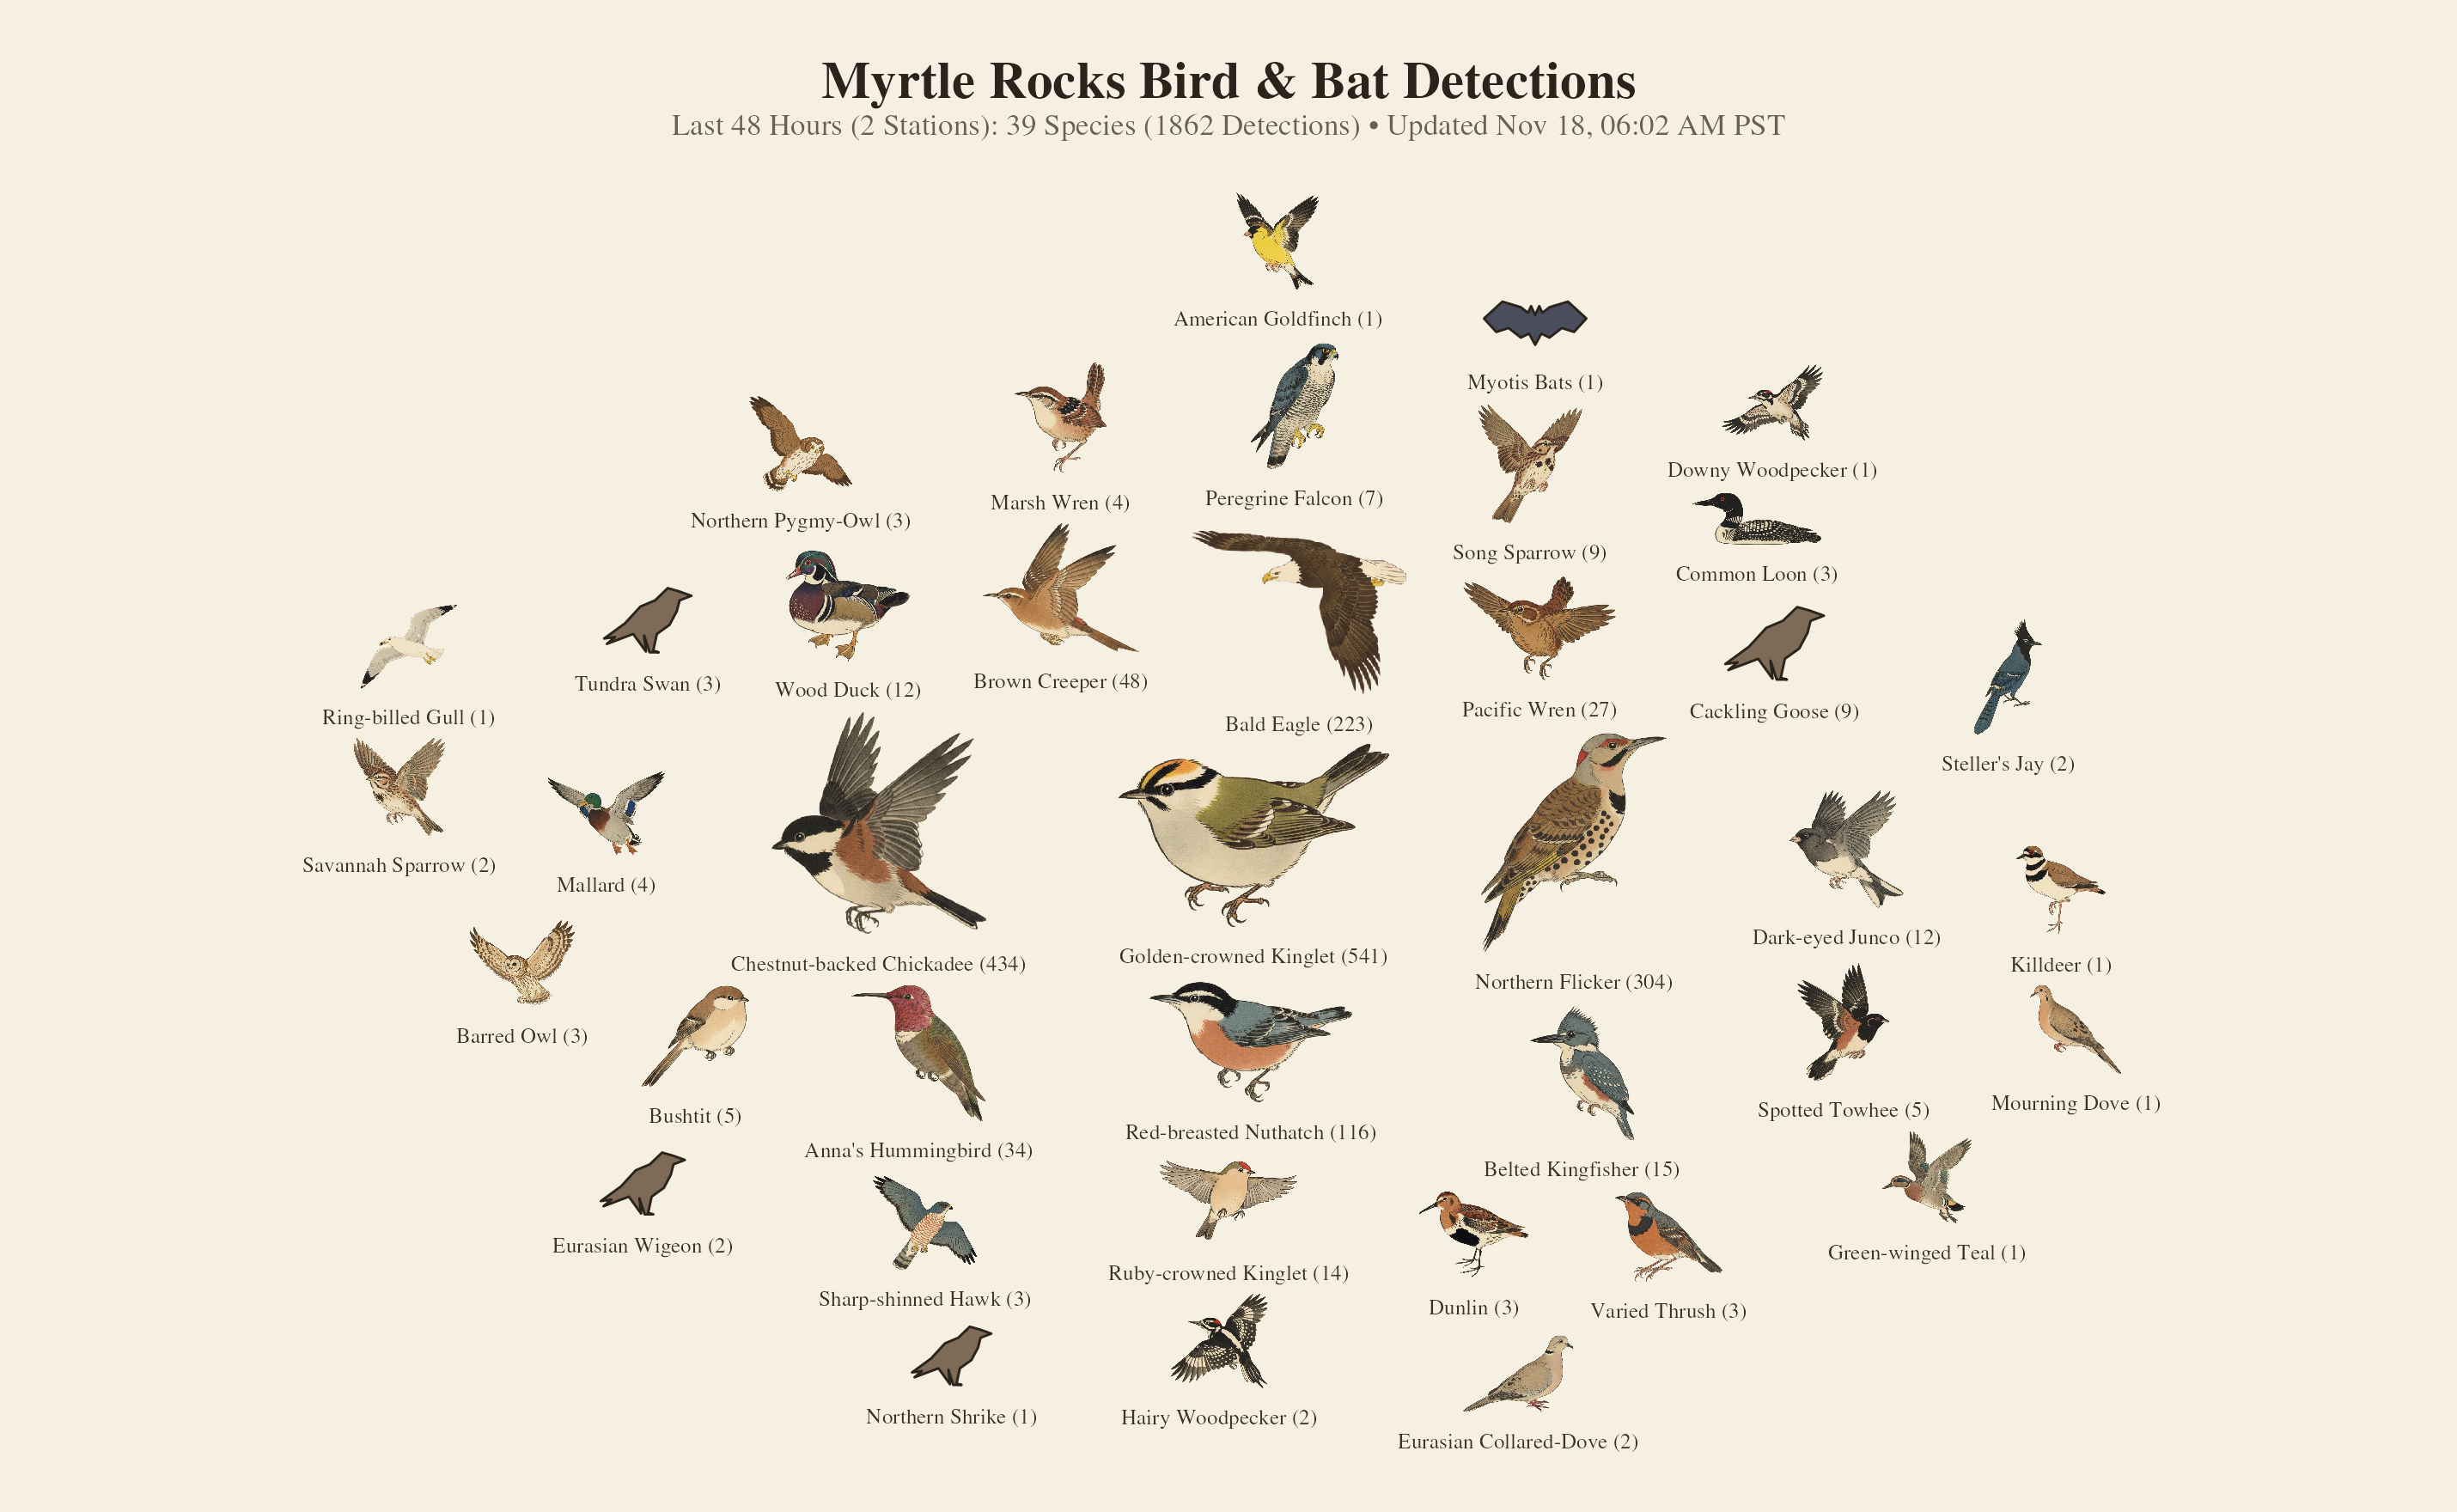 Myrtle Rocks Bird & Bat Detections
Last 48 Hours (2 Stations): 39 Species (1862 Detections) • Updated Nov 18, 06:02 AM PST
American Goldfinch (1)
Myotis Bats (1)
Downy Woodpecker (1)
Peregrine Falcon (7)
Marsh Wren (4)
Northern Pygmy-Owl (3)
Song Sparrow (9)
Common Loon (3)
Brown Creeper (48)
Tundra Swan (3)
Wood Duck (12)
Pacific Wren (27)
Cackling Goose (9)
Ring-billed Gull (1)
Bald Eagle (223)
Steller's Jay (2)
Savannah Sparrow (2)
Mallard (4)
Dark-eyed Junco (12)
Golden-crowned Kinglet (541)
Chestnut-backed Chickadee (434)
Killdeer (1)
Northern Flicker (304)
Barred Owl (3)
Mourning Dove (1)
Spotted Towhee (5)
Bushtit (5)
Red-breasted Nuthatch (116)
Anna's Hummingbird (34)
Belted Kingfisher (15)
Eurasian Wigeon (2)
Green-winged Teal (1)
Ruby-crowned Kinglet (14)
Sharp-shinned Hawk (3)
Dunlin (3)
Varied Thrush (3)
Northern Shrike (1)
Hairy Woodpecker (2)
Eurasian Collared-Dove (2)